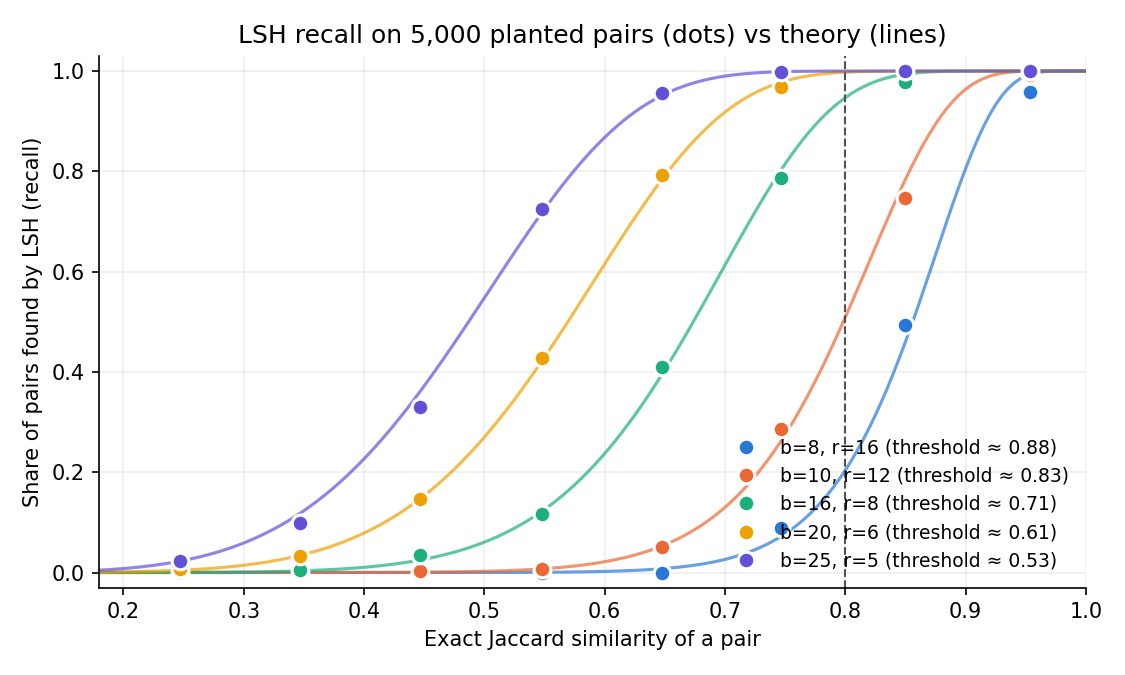 LSH recall on 5,000 planted pairs (dots) vs theory (lines)
Share of pairs found by LSH (recall)
1.0
0.8
0.6
0.4
0.2
0.0
b=8, r=16 (threshold ≈ 0.88)
b=10, r=12 (threshold ≈ 0.83)
b=16, r=8 (threshold ≈ 0.71)
b=20, r=6 (threshold ≈ 0.61)
b=25, r=5 (threshold ≈ 0.53)
0.2 0.3 0.4 0.5 0.6 0.7 0.8 0.9 1.0
Exact Jaccard similarity of a pair